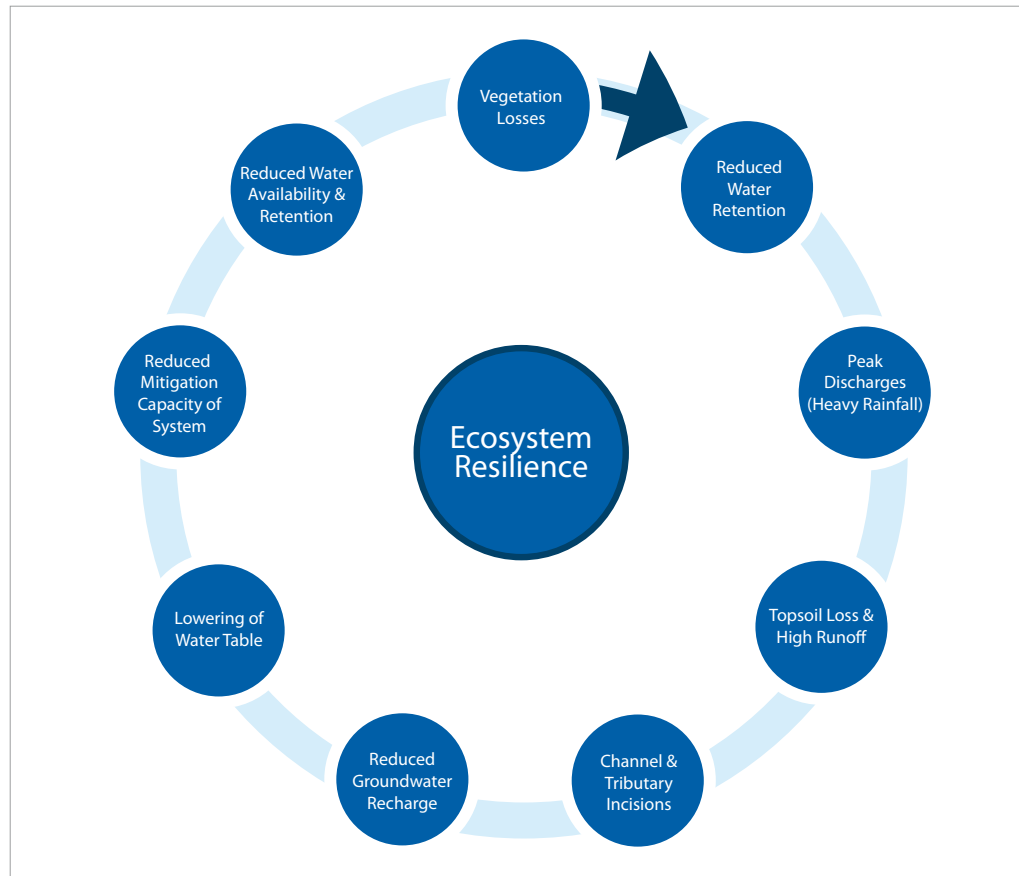 Vegetation
Losses
Reduced
Water
Retention
Peak
Discharges
(Heavy Rainfall)
Topsoil Loss &
High Runoff
Channel &
Tributary
Incisions
Reduced
Groundwater
Recharge
Lowering of
Water Table
Reduced
Mitigation
Capacity of
System
Reduced Water
Availability &
Retention
Ecosystem
Resilience